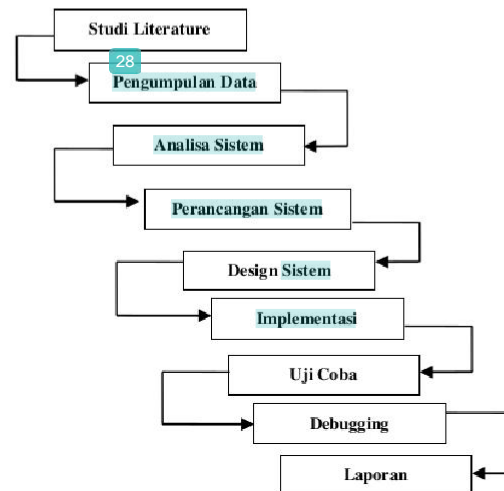 Studi Literature
28
Pengumpulan Data
Analisa Sistem
Perancangan Sistem
Design Sistem
Implementasi
Uji Coba
Debugging
Laporan